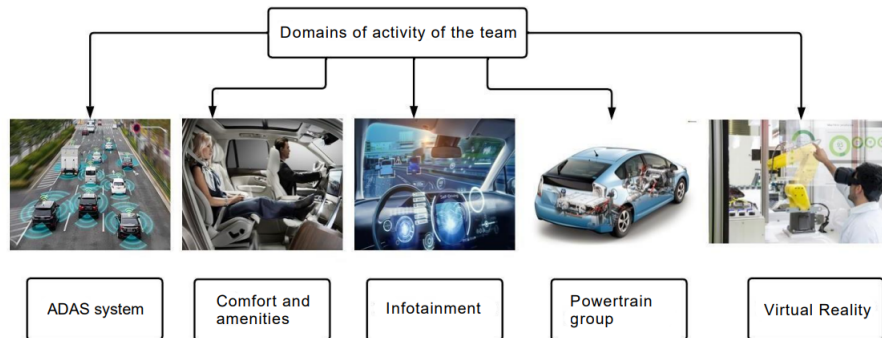 Domains of activity of the team
ADAS system
Comfort and
amenities
Infotainment
Powertrain
group
Virtual Reality